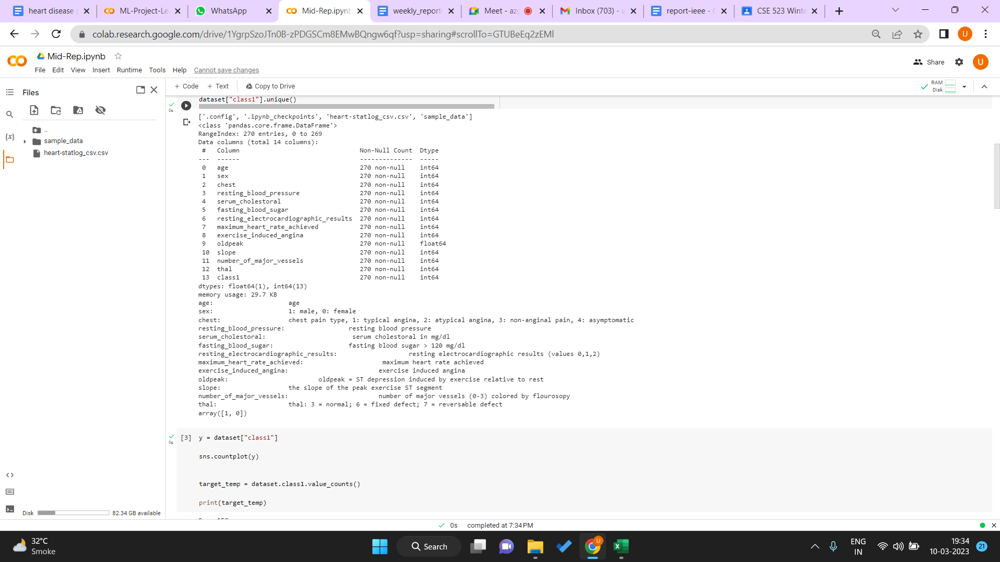 heart disease
ML-Project-Le
WhatsApp
Mid-Rep.ipynb
weekly_report
Meet - az
Inbox (703) - u
report-ieee -
CSE 523 Winte
colab.research.google.com/drive/1YgrpSzoJTn0B-zPDGSCm8EMwBQngw6qf?usp=sharing#scrollTo=GTUBeEq2zEMl
U
CO
Mid-Rep.ipynb
File Edit View Insert Runtime Tools Help Cannot save changes
Share
U
Files
+ Code + Text Copy to Drive
RAM
Disk
..
sample_data
heart-statlog_csv.csv
{x}
0s
dataset["class1"].unique()
['.config', '.ipynb_checkpoints', 'heart-statlog_csv.csv', 'sample_data']
<class 'pandas.core.frame.DataFrame'>
RangeIndex: 270 entries, 0 to 269
Data columns (total 14 columns):
# Column Non-Null Count Dtype
--- ------ -------------- -----
0 age 270 non-null int64
1 sex 270 non-null int64
2 chest 270 non-null int64
3 resting_blood_pressure 270 non-null int64
4 serum_cholestoral 270 non-null int64
5 fasting_blood_sugar 270 non-null int64
6 resting_electrocardiographic_results 270 non-null int64
7 maximum_heart_rate_achieved 270 non-null int64
8 exercise_induced_angina 270 non-null int64
9 oldpeak 270 non-null float64
10 slope 270 non-null int64
11 number_of_major_vessels 270 non-null int64
12 thal 270 non-null int64
13 class1 270 non-null int64
dtypes: float64(1), int64(13)
memory usage: 29.7 KB
age: age
sex: 1: male, 0: female
chest: chest pain type, 1: typical angina, 2: atypical angina, 3: non-anginal pain, 4: asymptomatic
resting_blood_pressure: resting blood pressure
serum_cholestoral: serum cholestoral in mg/dl
fasting_blood_sugar: fasting blood sugar > 120 mg/dl
resting_electrocardiographic_results: resting electrocardiographic results (values 0,1,2)
maximum_heart_rate_achieved: maximum heart rate achieved
exercise_induced_angina: exercise induced angina
oldpeak: oldpeak = ST depression induced by exercise relative to rest
slope: the slope of the peak exercise ST segment
number_of_major_vessels: number of major vessels (0-3) colored by flourosopy
thal: thal: 3 = normal; 6 = fixed defect; 7 = reversable defect
array([1, 0])
0s
[3] y = dataset["class1"]
sns.countplot(y)
target_temp = dataset.class1.value_counts()
print(target_temp)
Disk 82.34 GB available
0s completed at 7:34 PM
32°C
Smoke
Search
U
ENG
IN
19:34
10-03-2023
21